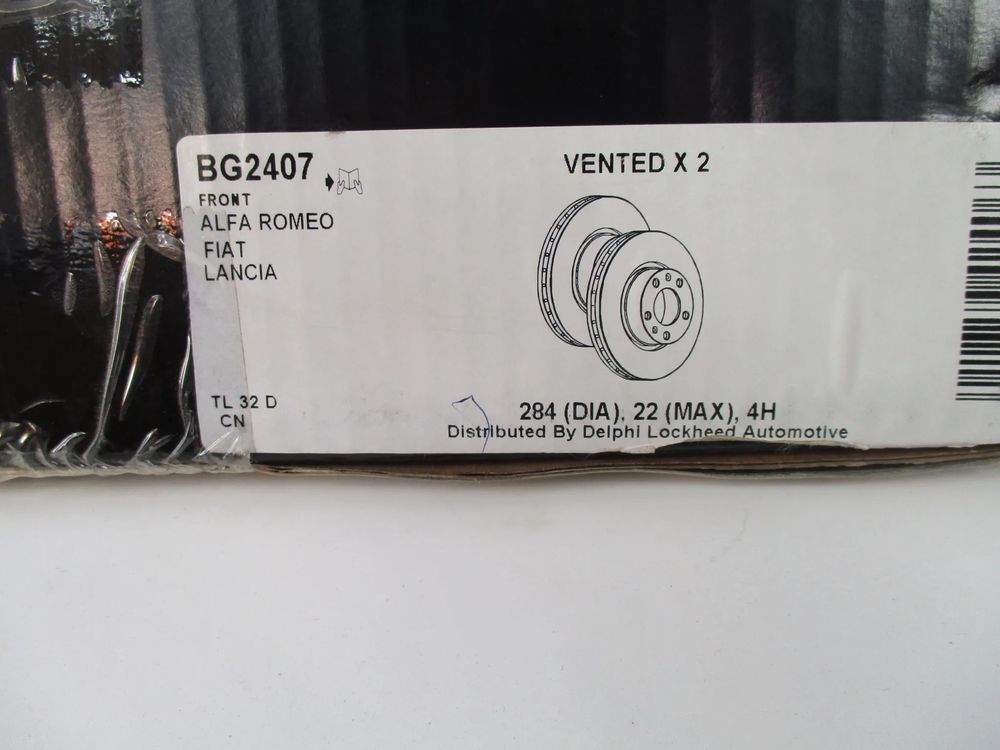 BG2407
FRONT
ALFA ROMEO
FIAT
LANCIA
TL 32 D
CN
VENTED X 2
284 (DIA), 22 (MAX), 4H
Distributed By Delphi Lockheed Automotive